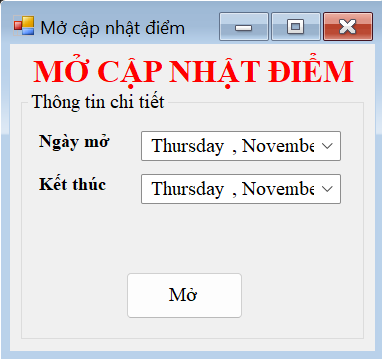 Mở cập nhật điểm
MỞ CẬP NHẬT ĐIỂM
Thông tin chi tiết
Ngày mở
Thursday , Novembe
Kết thúc
Thursday , Novembe
Mở